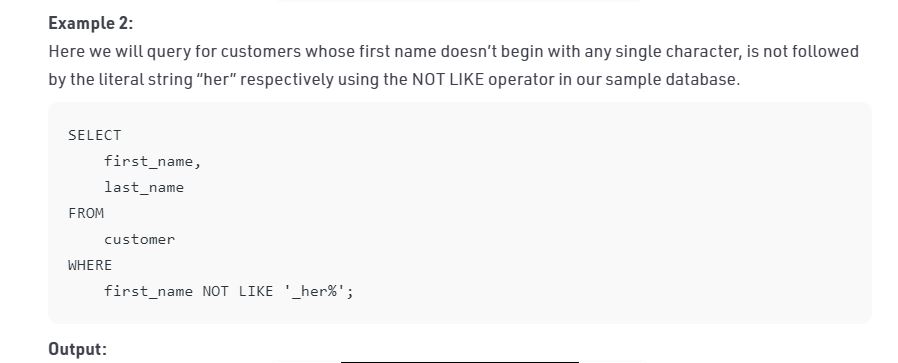 Example 2:
Here we will query for customers whose first name doesn’t begin with any single character, is not followed
by the literal string “her” respectively using the NOT LIKE operator in our sample database.
SELECT
    first_name,
    last_name
FROM
    customer
WHERE
    first_name NOT LIKE '_her%';
Output: